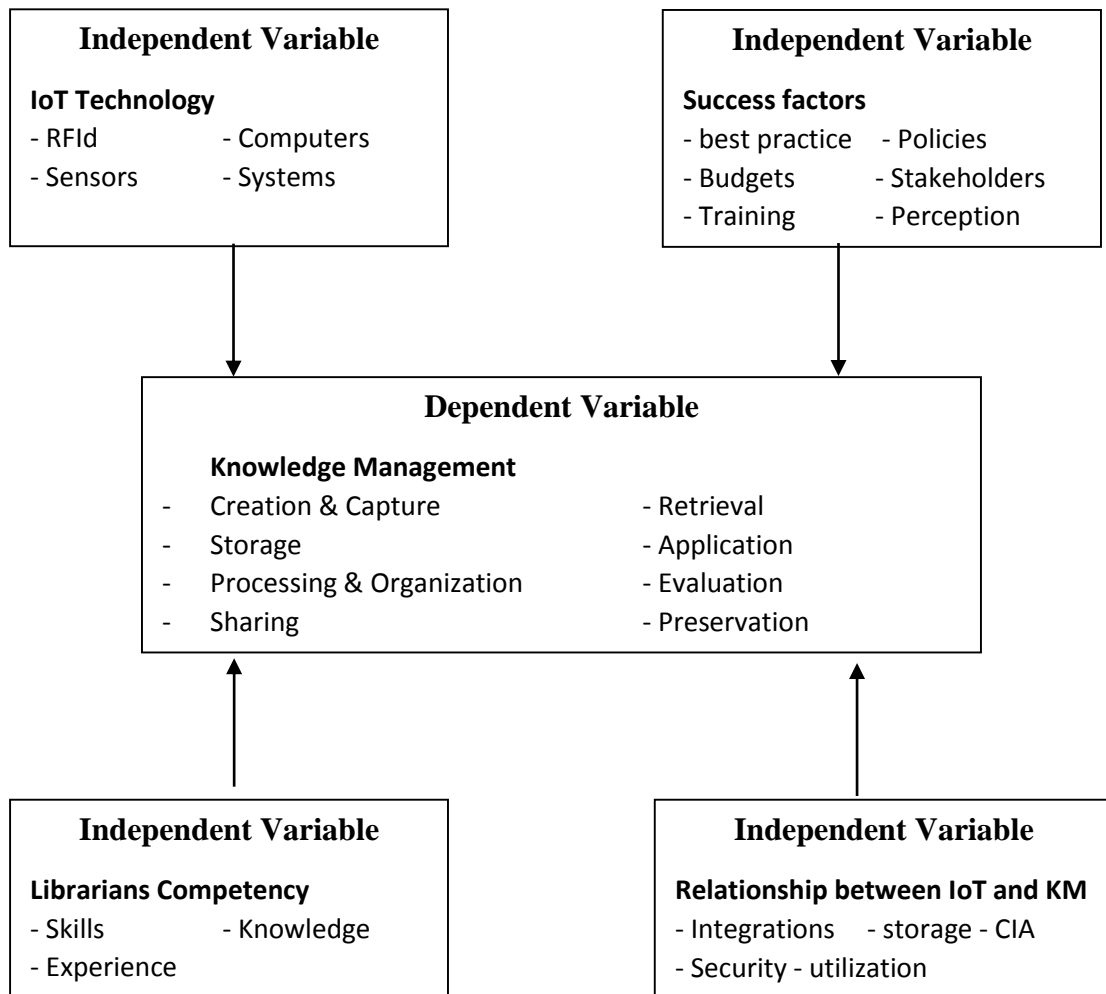 Independent Variable
IoT Technology
- RFId - Computers
- Sensors - Systems
Independent Variable
Success factors
- best practice - Policies
- Budgets - Stakeholders
- Training - Perception
Dependent Variable
Knowledge Management
- Creation & Capture - Retrieval
- Storage - Application
- Processing & Organization - Evaluation
- Sharing - Preservation
Independent Variable
Librarians Competency
- Skills - Knowledge
- Experience
Independent Variable
Relationship between IoT and KM
- Integrations - storage - CIA
- Security - utilization